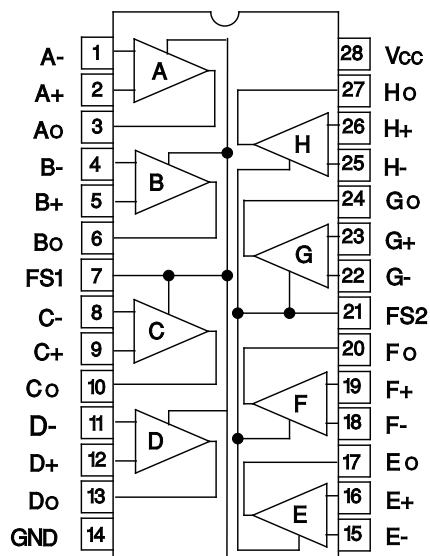 A- 1
A+ 2
Ao 3
B- 4
B+ 5
Bo 6
FS1 7
C- 8
C+ 9
Co 10
D- 11
D+ 12
Do 13
GND 14
A
B
C
D
H
G
F
E
28 Vcc
27 Ho
26 H+
25 H-
24 Go
23 G+
22 G-
21 FS2
20 Fo
19 F+
18 F-
17 Eo
16 E+
15 E-